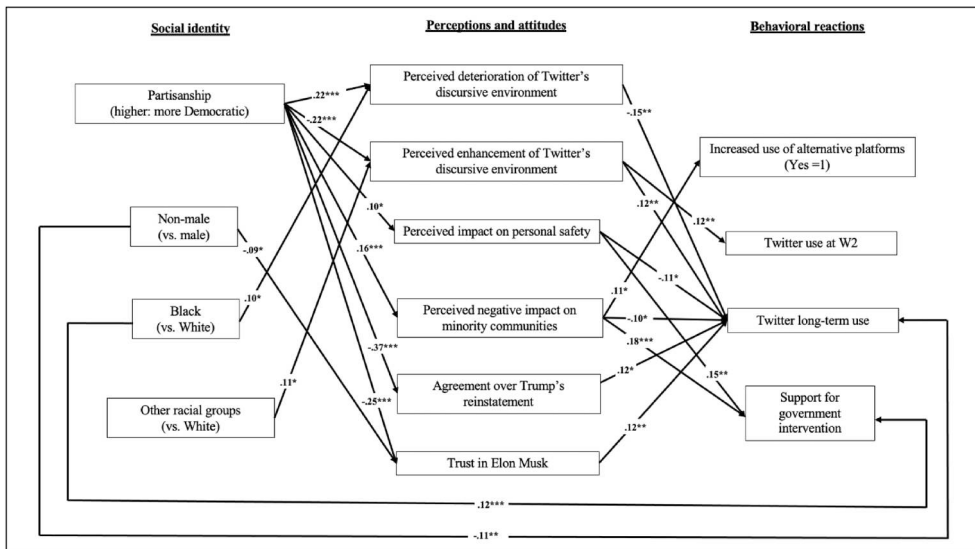 Social identity
Perceptions and attitudes
Behavioral reactions
Partisanship
(higher: more Democratic)
Non-male
(vs. male)
Black
(vs. White)
Other racial groups
(vs. White)
Perceived deterioration of Twitter's
discursive environment
Perceived enhancement of Twitter's
discursive environment
Perceived impact on personal safety
Perceived negative impact on
minority communities
Agreement over Trump's
reinstatement
Trust in Elon Musk
Increased use of alternative platforms
(Yes =1)
Twitter use at W2
Twitter long-term use
Support for
government
intervention
.22***
-.22***
.10*
.16***
-.37***
-.25***
-.09*
.10*
.11*
-.15**
.12**
.12**
-.11*
.11*
-.10*
.18***
.15**
.12*
.12**
.12***
-.11**